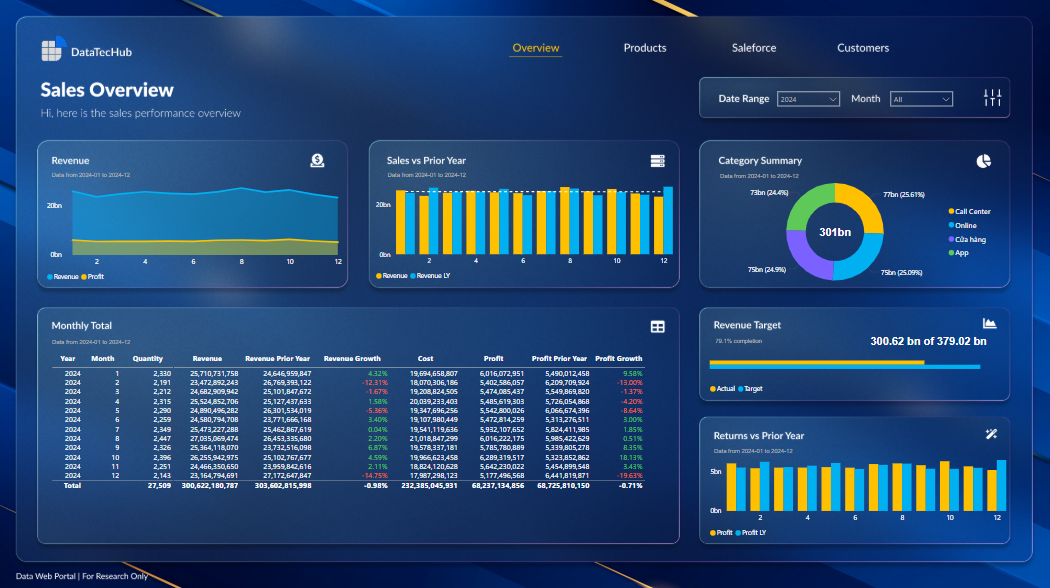 DataTecHub
Overview Products Saleforce Customers
Sales Overview
Hi, here is the sales performance overview
Date Range 2024 Month All
Revenue
Data from 2024-01 to 2024-12
20bn
0bn
2 4 6 8 10 12
Revenue Profit
Sales vs Prior Year
Data from 2024-01 to 2024-12
20bn
0bn
2 4 6 8 10 12
Revenue Revenue LY
Category Summary
Data from 2024-01 to 2024-12
73bn (24.4%) 77bn (25.61%)
301bn
75bn (24.9%) 75bn (25.09%)
Call Center
Online
Cửa hàng
App
Monthly Total
Data from 2024-01 to 2024-12
Year Month Quantity Revenue Revenue Prior Year Revenue Growth Cost Profit Profit Prior Year Profit Growth
2024 1 2,330 25,710,731,758 24,646,959,847 4.32% 19,694,658,807 6,016,072,951 5,490,012,458 9.58%
2024 2 2,191 23,472,892,243 26,769,393,122 -12.31% 18,070,306,186 5,402,586,057 6,209,709,924 -13.00%
2024 3 2,212 24,682,909,942 25,101,847,672 -1.67% 19,208,824,505 5,474,085,437 5,549,869,820 -1.37%
2024 4 2,315 25,524,852,706 25,127,437,633 1.58% 20,039,233,403 5,485,619,303 5,726,054,868 -4.20%
2024 5 2,290 24,890,496,282 26,301,534,019 -5.36% 19,347,696,256 5,542,800,026 6,066,674,396 -8.64%
2024 6 2,259 24,580,794,708 23,771,666,168 3.40% 19,107,980,449 5,472,814,259 5,313,276,511 3.00%
2024 7 2,349 25,473,227,288 25,462,867,619 0.04% 19,541,119,636 5,932,107,652 5,824,411,985 1.85%
2024 8 2,447 27,035,069,474 26,453,335,680 2.20% 21,018,847,299 6,016,222,175 5,985,422,629 0.51%
2024 9 2,326 25,364,118,070 23,732,516,098 6.87% 19,578,337,181 5,785,780,889 5,339,805,278 8.35%
2024 10 2,396 26,255,942,975 25,102,767,677 4.59% 19,966,623,458 6,289,319,517 5,323,852,862 18.13%
2024 11 2,251 24,466,350,650 23,959,842,616 2.11% 18,824,120,628 5,642,230,022 5,454,899,548 3.43%
2024 12 2,143 23,164,794,691 27,172,647,847 -14.75% 17,987,298,123 5,177,496,568 6,441,819,871 -19.63%
Total 27,509 300,622,180,787 303,602,815,998 -0.98% 232,385,045,931 68,237,134,856 68,725,810,150 -0.71%
Revenue Target
79.1% completion 300.62 bn of 379.02 bn
Actual Target
Returns vs Prior Year
Data from 2024-01 to 2024-12
5bn
0bn
2 4 6 8 10 12
Profit Profit LY
Data Web Portal | For Research Only